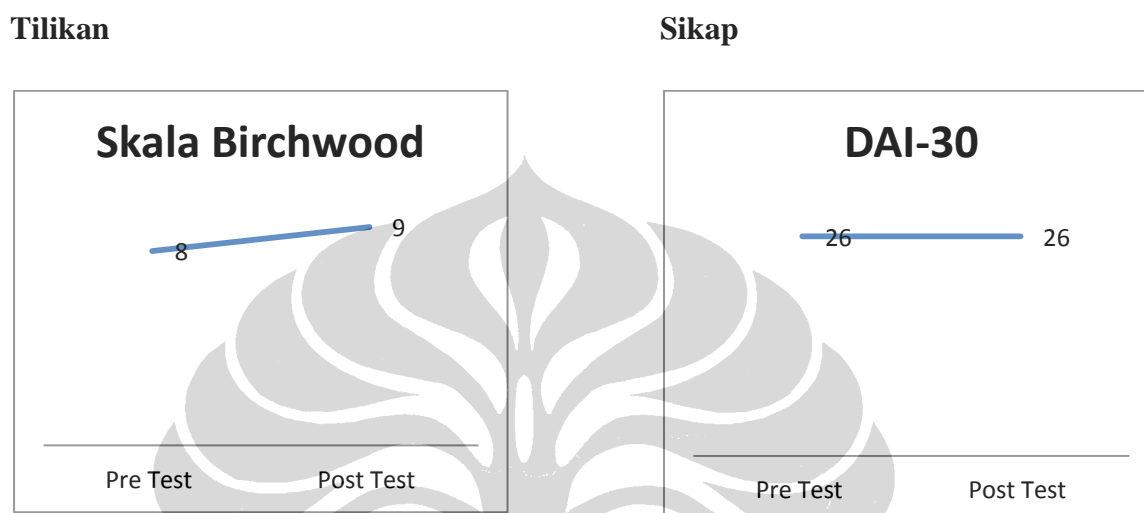 Tilikan
Sikap
Skala Birchwood
8
9
Pre Test
Post Test
DAI-30
26
26
Pre Test
Post Test